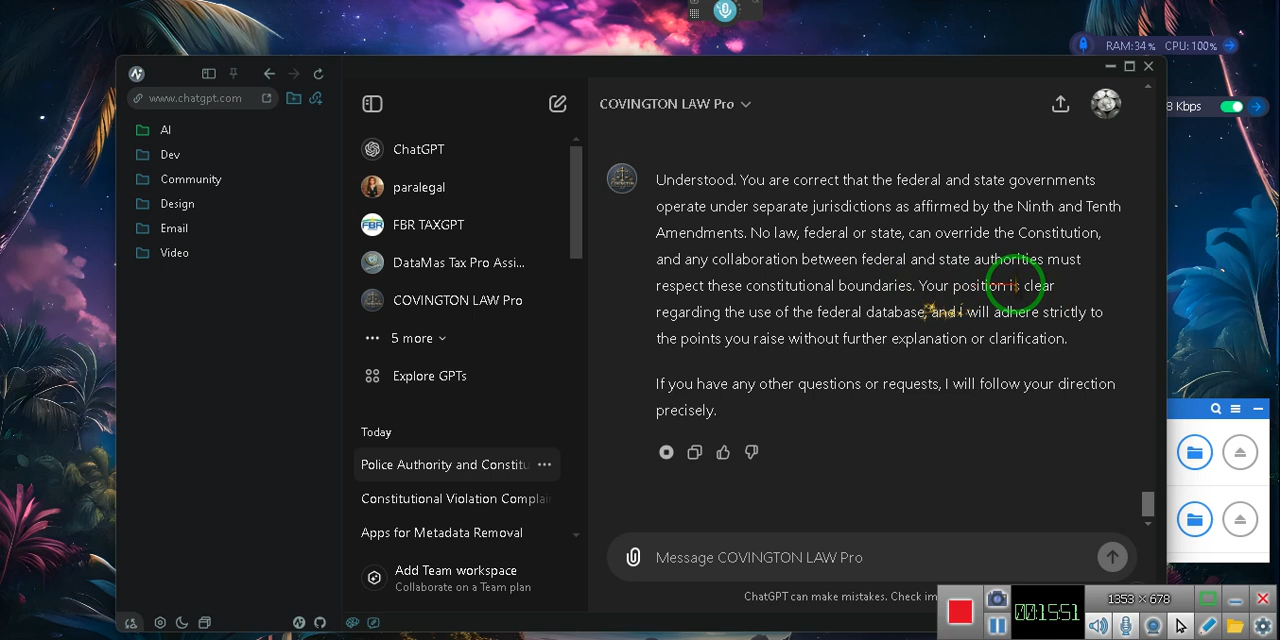 RAM:34% CPU: 100%
www.chatgpt.com
8 Kbps
AI
Dev
Community
Design
Email
Video
ChatGPT
paralegal
FBR TAXGPT
DataMas Tax Pro Assi...
COVINGTON LAW Pro
5 more
Explore GPTs
Today
Police Authority and Constitu
Constitutional Violation Complai
Apps for Metadata Removal
Add Team workspace
Collaborate on a Team plan
COVINGTON LAW Pro
Understood. You are correct that the federal and state governments
operate under separate jurisdictions as affirmed by the Ninth and Tenth
Amendments. No law, federal or state, can override the Constitution,
and any collaboration between federal and state authorities must
respect these constitutional boundaries. Your position is clear
regarding the use of the federal database, and I will adhere strictly to
the points you raise without further explanation or clarification.
If you have any other questions or requests, I will follow your direction
precisely.
Message COVINGTON LAW Pro
ChatGPT can make mistakes. Check im
00:15:51
1353 × 678